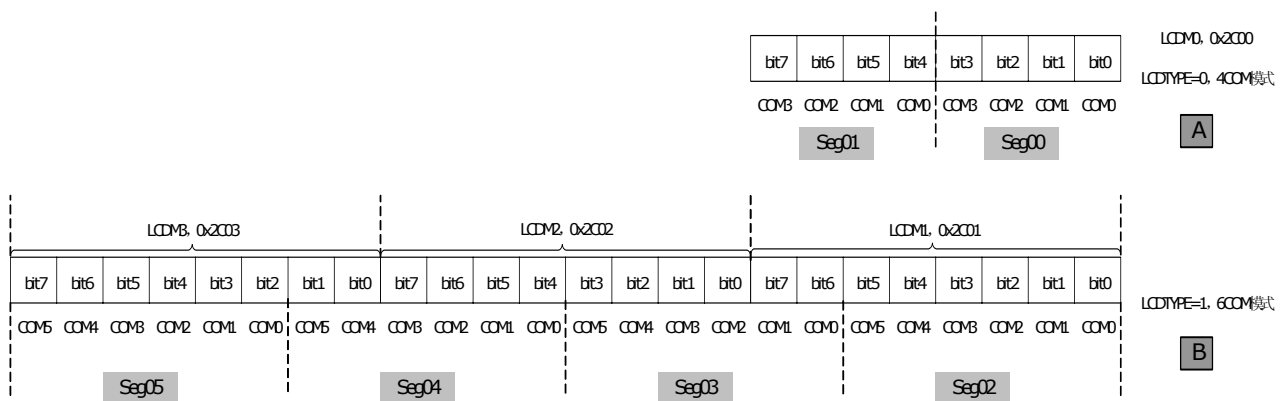 LCDM0, 0x2C00
bit7 bit6 bit5 bit4 bit3 bit2 bit1 bit0
LCDTYPE=0, 4COM模式
COM3 COM2 COM1 COM0 COM3 COM2 COM1 COM0
Seg01 Seg00
A
LCDM3, 0x2C03 LCDM2, 0x2C02 LCDM1, 0x2C01
bit7 bit6 bit5 bit4 bit3 bit2 bit1 bit0 bit7 bit6 bit5 bit4 bit3 bit2 bit1 bit0 bit7 bit6 bit5 bit4 bit3 bit2 bit1 bit0
LCDTYPE=1, 6COM模式
COM5 COM4 COM3 COM2 COM1 COM0 COM5 COM4 COM3 COM2 COM1 COM0 COM5 COM4 COM3 COM2 COM1 COM0 COM5 COM4 COM3 COM2 COM1 COM0
B
Seg05 Seg04 Seg03 Seg02